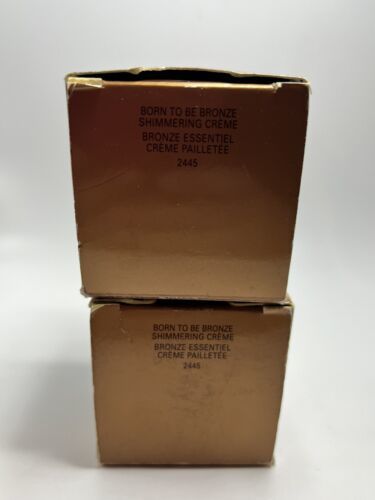 BORN TO BE BRONZE
SHIMMERING CRÈME
BRONZE ESSENTIEL
CRÈME PAILLETÉE
2445
BORN TO BE BRONZE
SHIMMERING CRÈME
BRONZE ESSENTIEL
CRÈME PAILLETÉE
2445